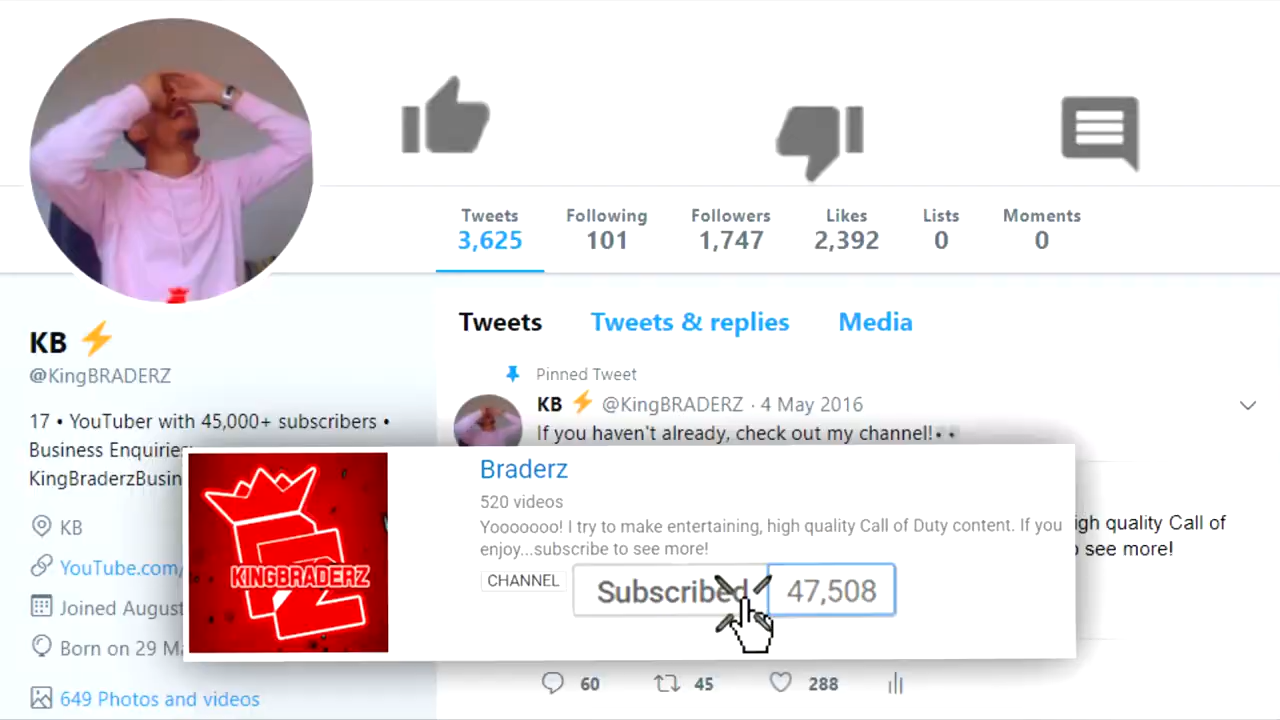 Tweets Following Followers Likes Lists Moments
3,625 101 1,747 2,392 0 0
KB
@KingBRADERZ
17 • YouTuber with 45,000+ subscribers •
Business Enquiries
KingBraderzBusin
KB
YouTube.com/
Joined August
Born on 29 Ma
649 Photos and videos
Tweets Tweets & replies Media
Pinned Tweet
KB @KingBRADERZ · 4 May 2016
If you haven't already, check out my channel!
KINGBRADERZ
Braderz
520 videos
Yooooooo! I try to make entertaining, high quality Call of Duty content. If you
enjoy...subscribe to see more!
CHANNEL
Subscribed 47,508
igh quality Call of
see more!
60 45 288